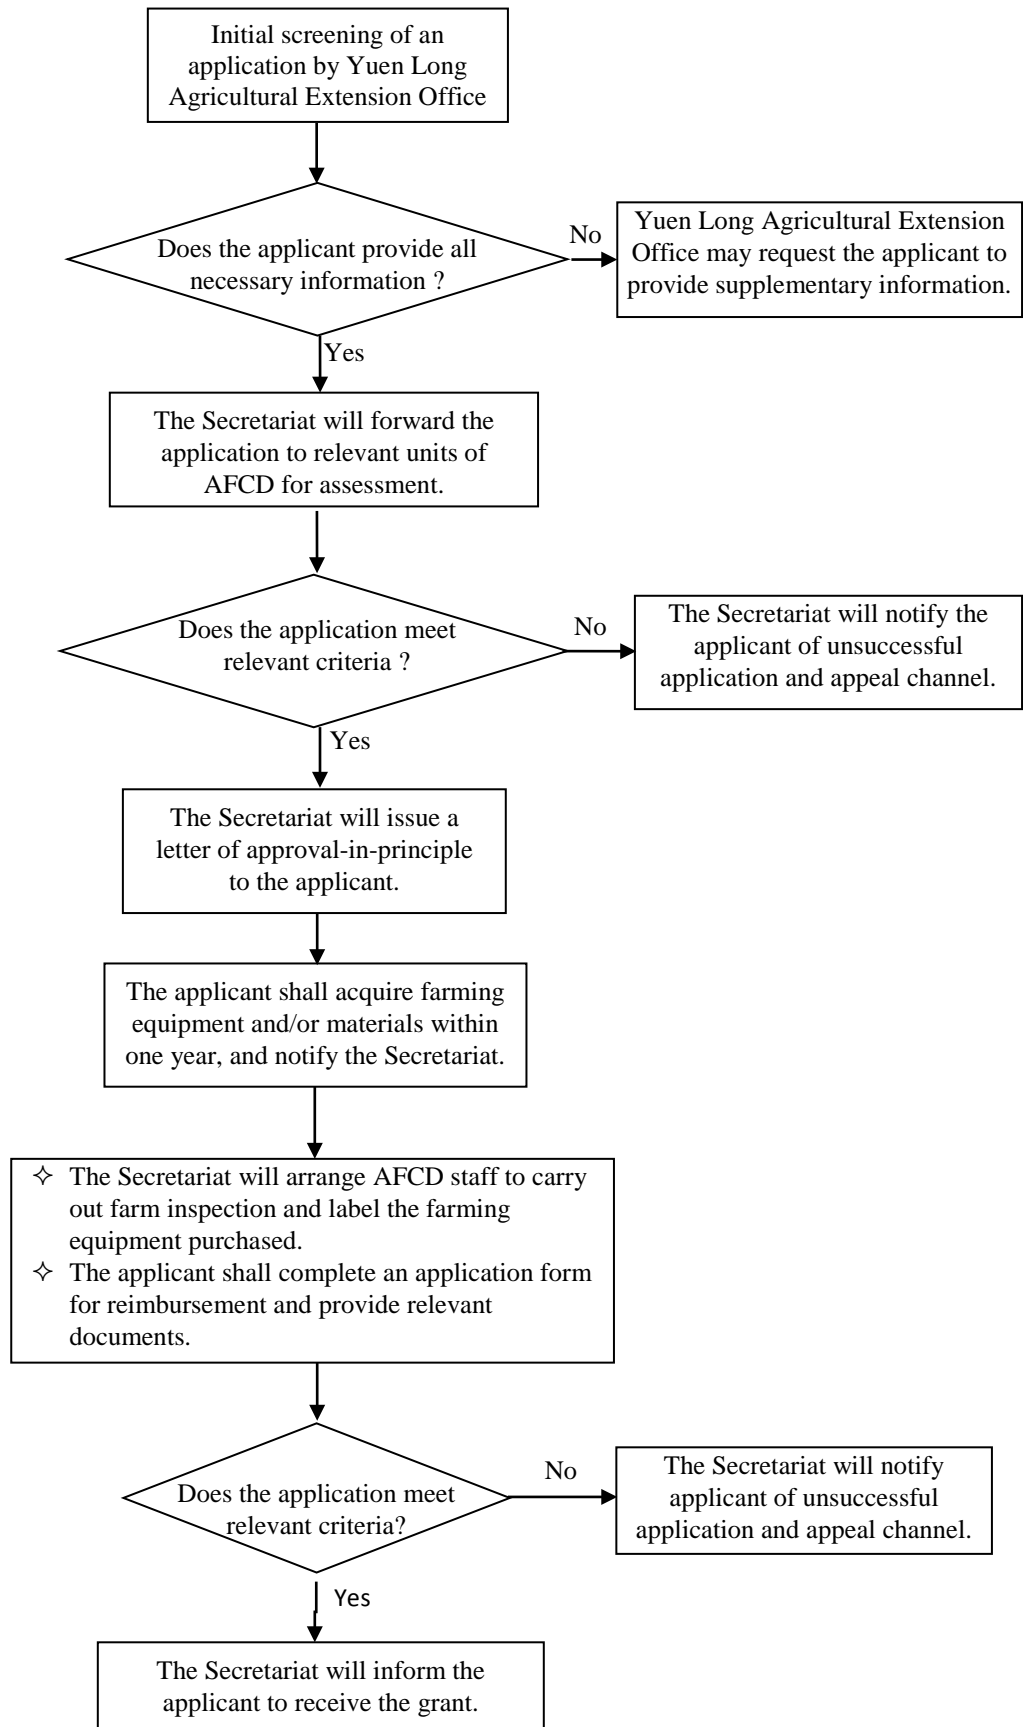 Initial screening of an
application by Yuen Long
Agricultural Extension Office
Does the applicant provide all
necessary information ?
No
Yuen Long Agricultural Extension
Office may request the applicant to
provide supplementary information.
Yes
The Secretariat will forward the
application to relevant units of
AFCD for assessment.
Does the application meet
relevant criteria ?
No
The Secretariat will notify the
applicant of unsuccessful
application and appeal channel.
Yes
The Secretariat will issue a
letter of approval-in-principle
to the applicant.
The applicant shall acquire farming
equipment and/or materials within
one year, and notify the Secretariat.
✧ The Secretariat will arrange AFCD staff to carry
out farm inspection and label the farming
equipment purchased.
✧ The applicant shall complete an application form
for reimbursement and provide relevant
documents.
Does the application meet
relevant criteria?
No
The Secretariat will notify
applicant of unsuccessful
application and appeal channel.
Yes
The Secretariat will inform the
applicant to receive the grant.